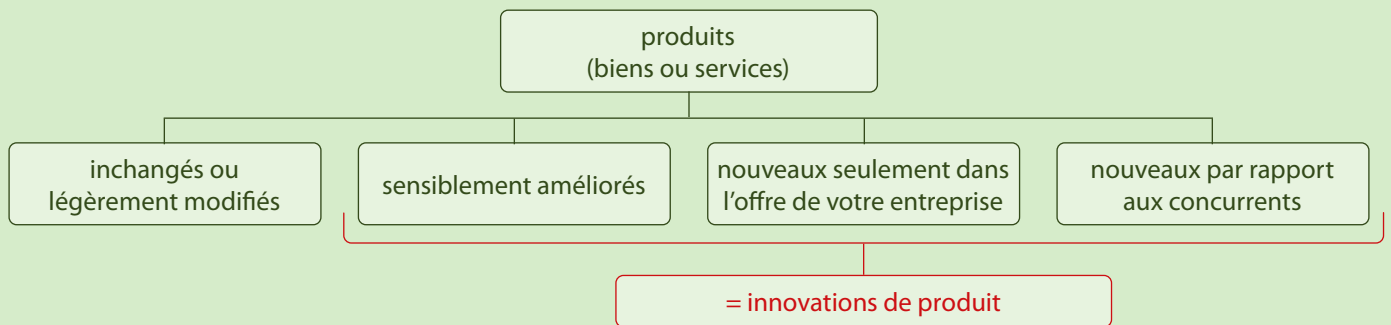 produits
(biens ou services)
inchangés ou
légèrement modifiés
sensiblement améliorés
nouveaux seulement dans
l'offre de votre entreprise
nouveaux par rapport
aux concurrents
= innovations de produit